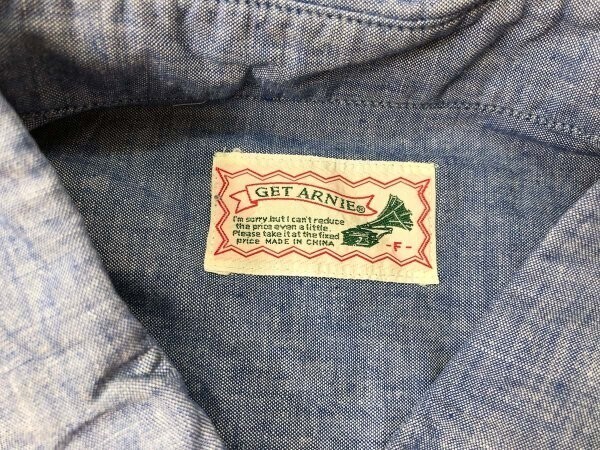 GET ARNIE®
I'm sorry, but I can't reduce
the price even a little.
Please take it at the fixed
price MADE IN CHINA
-F-